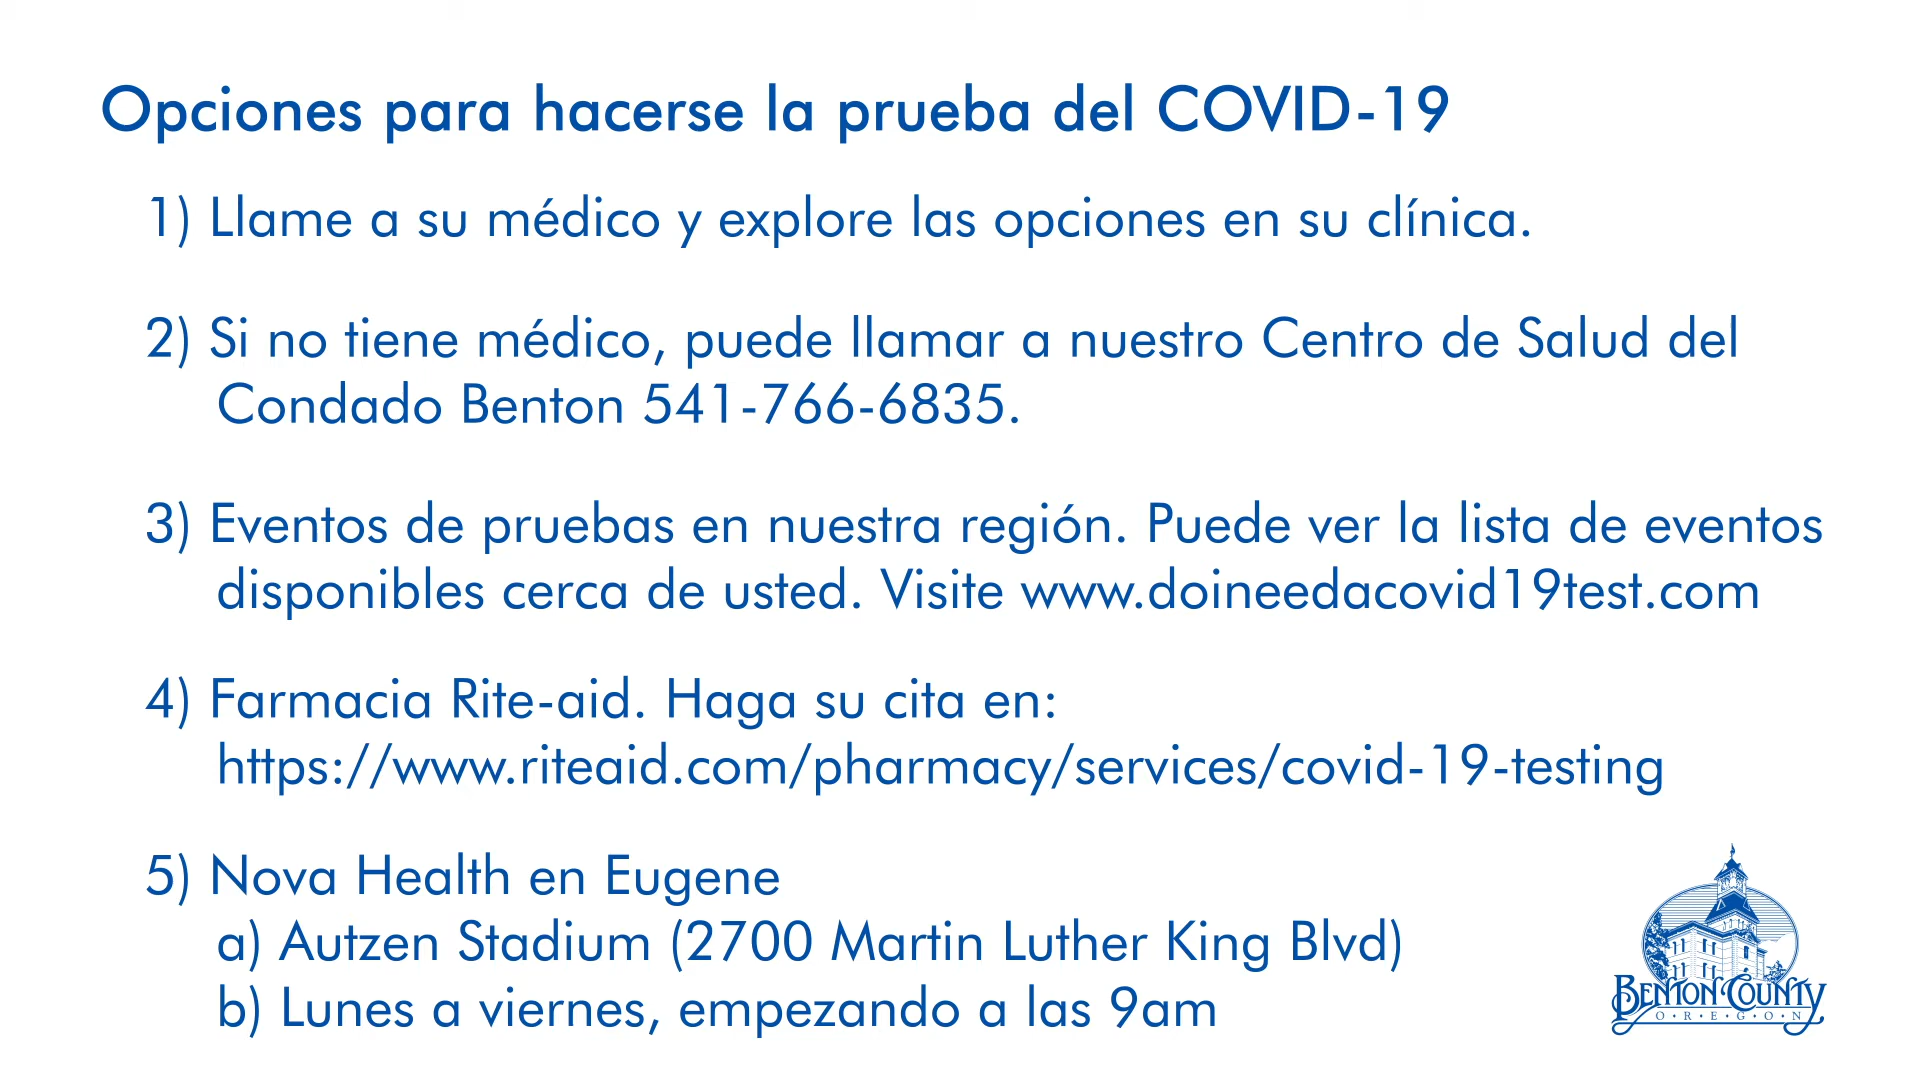 Opciones para hacerse la prueba del COVID-19
1) Llame a su médico y explore las opciones en su clínica.
2) Si no tiene médico, puede llamar a nuestro Centro de Salud del
Condado Benton 541-766-6835.
3) Eventos de pruebas en nuestra región. Puede ver la lista de eventos
disponibles cerca de usted. Visite www.doineedacovid19test.com
4) Farmacia Rite-aid. Haga su cita en:
https://www.riteaid.com/pharmacy/services/covid-19-testing
5) Nova Health en Eugene
a) Autzen Stadium (2700 Martin Luther King Blvd)
b) Lunes a viernes, empezando a las 9am
BENTON COUNTY
O•R•E•G•O•N